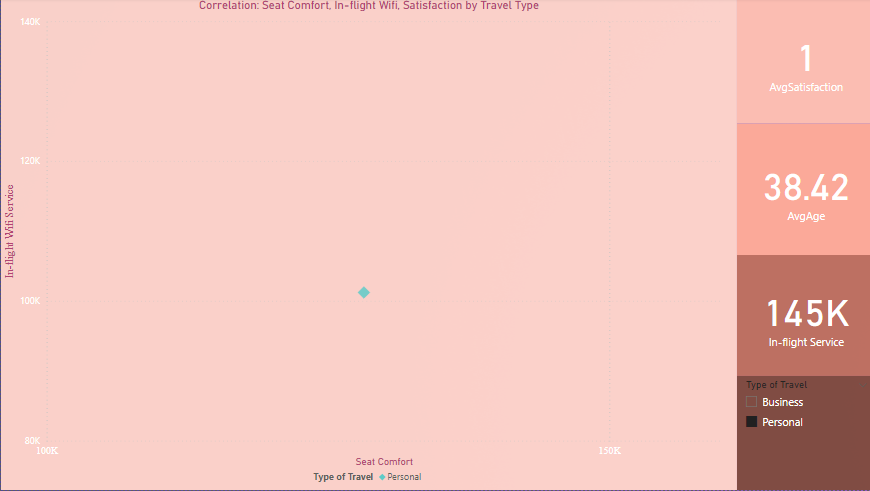 Correlation: Seat Comfort, In-flight Wifi, Satisfaction by Travel Type
140K
120K
100K
80K
In-flight Wifi Service
100K
150K
Seat Comfort
Type of Travel Personal
1
AvgSatisfaction
38.42
AvgAge
145K
In-flight Service
Type of Travel
Business
Personal